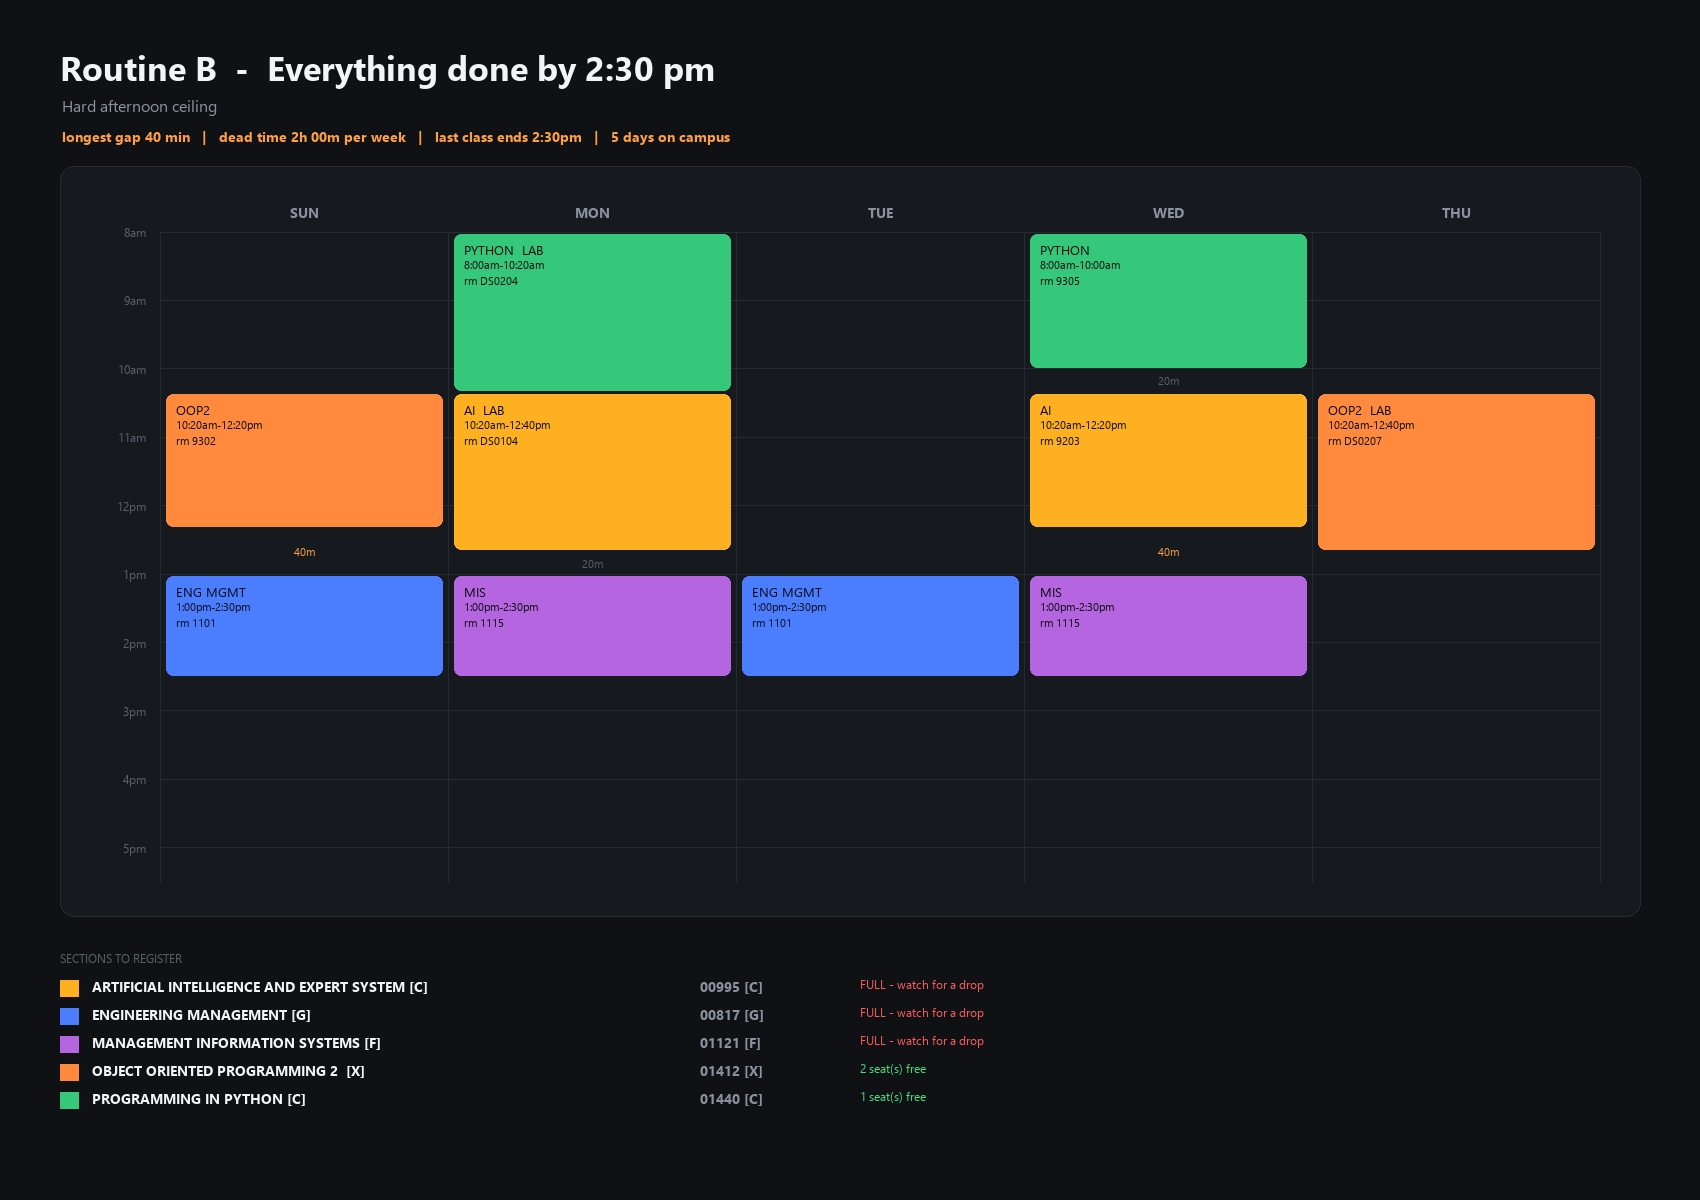 Routine B - Everything done by 2:30 pm
Hard afternoon ceiling
longest gap 40 min | dead time 2h 00m per week | last class ends 2:30pm | 5 days on campus
SUN MON TUE WED THU
8am
9am
10am
11am
12pm
1pm
2pm
3pm
4pm
5pm
OOP2
10:20am-12:20pm
rm 9302
40m
ENG MGMT
1:00pm-2:30pm
rm 1101
PYTHON LAB
8:00am-10:20am
rm DS0204
AI LAB
10:20am-12:40pm
rm DS0104
20m
MIS
1:00pm-2:30pm
rm 1115
ENG MGMT
1:00pm-2:30pm
rm 1101
PYTHON
8:00am-10:00am
rm 9305
20m
AI
10:20am-12:20pm
rm 9203
40m
MIS
1:00pm-2:30pm
rm 1115
OOP2 LAB
10:20am-12:40pm
rm DS0207
SECTIONS TO REGISTER
ARTIFICIAL INTELLIGENCE AND EXPERT SYSTEM [C] 00995 [C] FULL - watch for a drop
ENGINEERING MANAGEMENT [G] 00817 [G] FULL - watch for a drop
MANAGEMENT INFORMATION SYSTEMS [F] 01121 [F] FULL - watch for a drop
OBJECT ORIENTED PROGRAMMING 2 [X] 01412 [X] 2 seat(s) free
PROGRAMMING IN PYTHON [C] 01440 [C] 1 seat(s) free